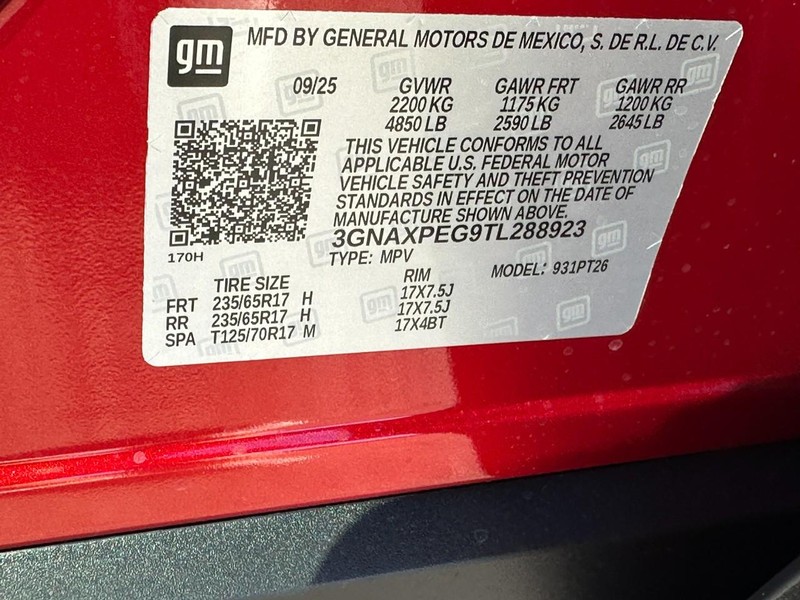 gm MFD BY GENERAL MOTORS DE MEXICO, S. DE R.L. DE C.V.
09/25 GVWR GAWR FRT GAWR RR
2200 KG 1175 KG 1200 KG
4850 LB 2590 LB 2645 LB
THIS VEHICLE CONFORMS TO ALL
APPLICABLE U.S. FEDERAL MOTOR
VEHICLE SAFETY AND THEFT PREVENTION
STANDARDS IN EFFECT ON THE DATE OF
MANUFACTURE SHOWN ABOVE.
3GNAXPEG9TL288923
170H
TYPE: MPV MODEL: 931PT26
TIRE SIZE RIM
FRT 235/65R17 H 17X7.5J
RR 235/65R17 H 17X7.5J
SPA T125/70R17 M 17X4BT